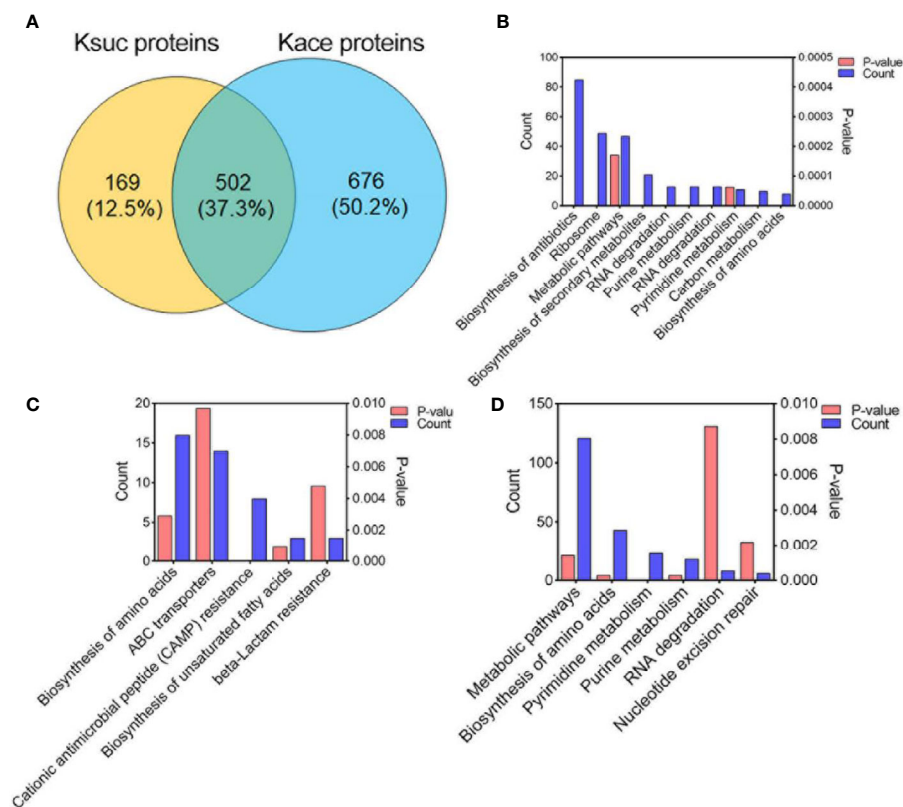 A
Ksuc proteins
Kace proteins
169
(12.5%)
502
(37.3%)
676
(50.2%)
B
100
80
60
40
20
0
Count
0.0005
0.0004
0.0003
0.0002
0.0001
0.0000
P-value
P-value
Count
Biosynthesis of antibiotics
Ribosome
Metabolic pathways
Biosynthesis of secondary metabolites
RNA degradation
Purine metabolism
RNA degradation
Pyrimidine metabolism
Carbon metabolism
Biosynthesis of amino acids
C
20
15
10
5
0
Count
0.010
0.008
0.006
0.004
0.002
0.000
P-value
P-valu
Count
Biosynthesis of amino acids
ABC transporters
Cationic antimicrobial peptide (CAMP) resistance
Biosynthesis of unsaturated fatty acids
beta-Lactam resistance
D
150
100
50
0
Count
0.010
0.008
0.006
0.004
0.002
0.000
P-value
P-value
Count
Metabolic pathways
Biosynthesis of amino acids
Pyrimidine metabolism
Purine metabolism
RNA degradation
Nucleotide excision repair